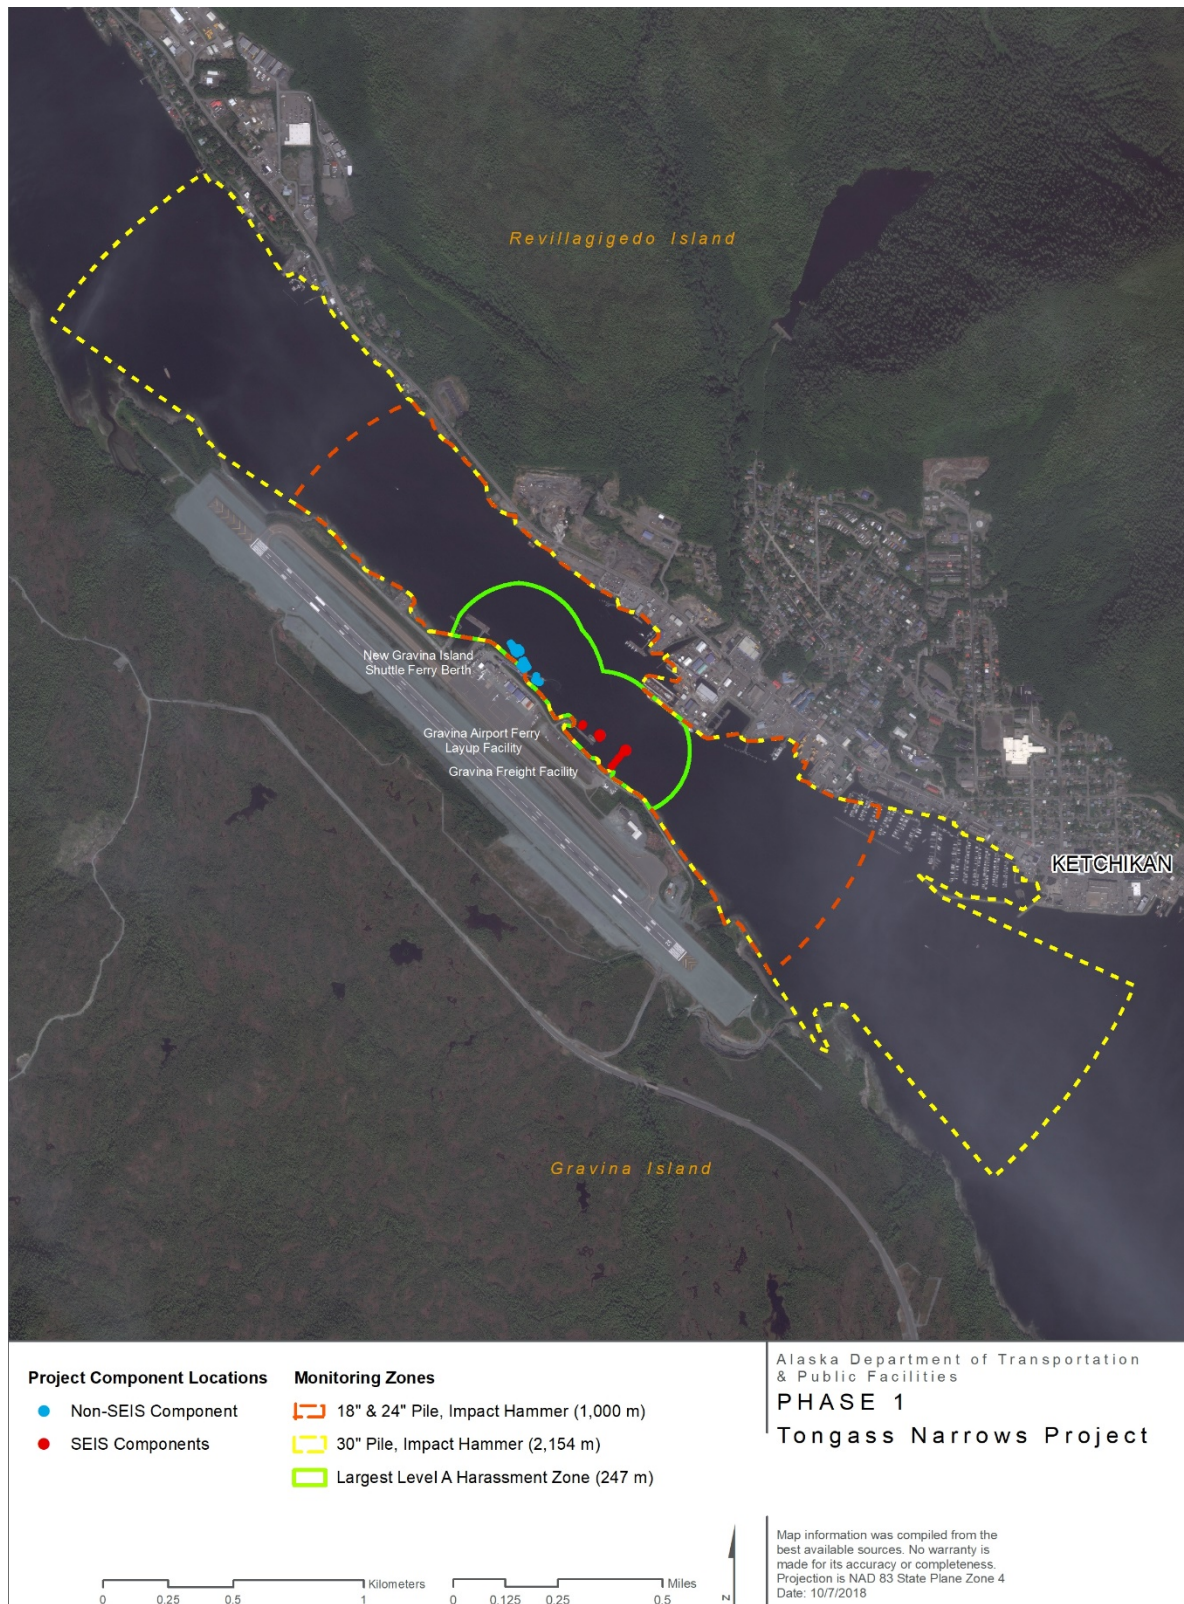 Revillagigedo Island
New Gravina Island
Shuttle Ferry Berth
Gravina Airport Ferry
Layup Facility
Gravina Freight Facility
KETCHIKAN
Gravina Island
Project Component Locations
Non-SEIS Component
SEIS Components
Monitoring Zones
18" & 24" Pile, Impact Hammer (1,000 m)
30" Pile, Impact Hammer (2,154 m)
Largest Level A Harassment Zone (247 m)
Alaska Department of Transportation
& Public Facilities
PHASE 1
Tongass Narrows Project
Map information was compiled from the
best available sources. No warranty is
made for its accuracy or completeness.
Projection is NAD 83 State Plane Zone 4
Date: 10/7/2018
Kilometers
0 0.25 0.5 1
Miles
0 0.125 0.25 0.5
N